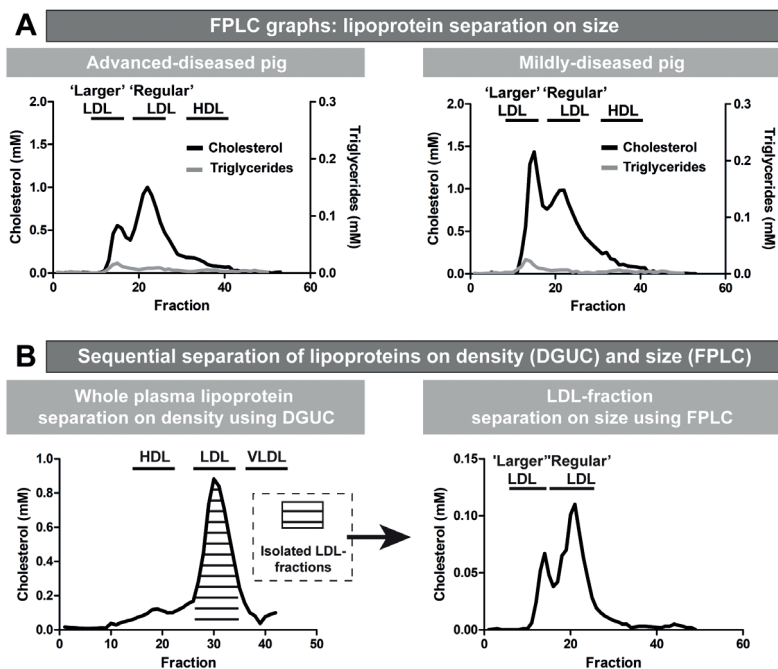 A
FPLC graphs: lipoprotein separation on size
Advanced-diseased pig
'Larger' 'Regular'
LDL LDL HDL
Cholesterol
Triglycerides
Cholesterol (mM)
2.0
1.5
1.0
0.5
0.0
Triglycerides (mM)
0.3
0.2
0.1
0.0
0 20 40 60
Fraction
Mildly-diseased pig
'Larger' 'Regular'
LDL LDL HDL
Cholesterol
Triglycerides
Cholesterol (mM)
2.0
1.5
1.0
0.5
0.0
Triglycerides (mM)
0.3
0.2
0.1
0.0
0 20 40 60
Fraction
B
Sequential separation of lipoproteins on density (DGUC) and size (FPLC)
Whole plasma lipoprotein
separation on density using DGUC
HDL LDL VLDL
Cholesterol (mM)
1.0
0.8
0.6
0.4
0.2
0.0
0 10 20 30 40 50
Fraction
Isolated LDL-
fractions
LDL-fraction
separation on size using FPLC
'Larger''Regular'
LDL LDL
Cholesterol (mM)
0.15
0.10
0.05
0.00
0 20 40 60
Fraction